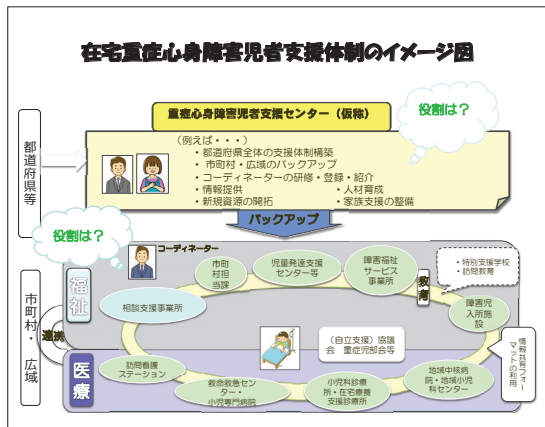 在宅重症心身障害児者支援体制のイメージ図
重症心身障害児者支援センター（仮称）
役割は？
（例えば・・・）
・都道府県全体の支援体制構築
・市町村・広域のバックアップ
・コーディネーターの研修・登録・紹介
・情報提供　・人材育成
・新規資源の開拓　・家族支援の整備
都道府県等
バックアップ
役割は？
コーディネーター
市町村担当課
児童発達支援
センター等
障害福祉
サービス
事業所
教育
・特別支援学校
・訪問教育
福祉
相談支援事業所
障害児
入所施
設
市町村・広域
連携
（自立支援）協議
会　重症児部会等
情報共有フォー
マットの利用
医療
訪問看護
ステーション
救命救急セン
ター・
小児専門病院
小児科診療
所・在宅療養
支援診療所
地域中核病
院・地域小児
科センター